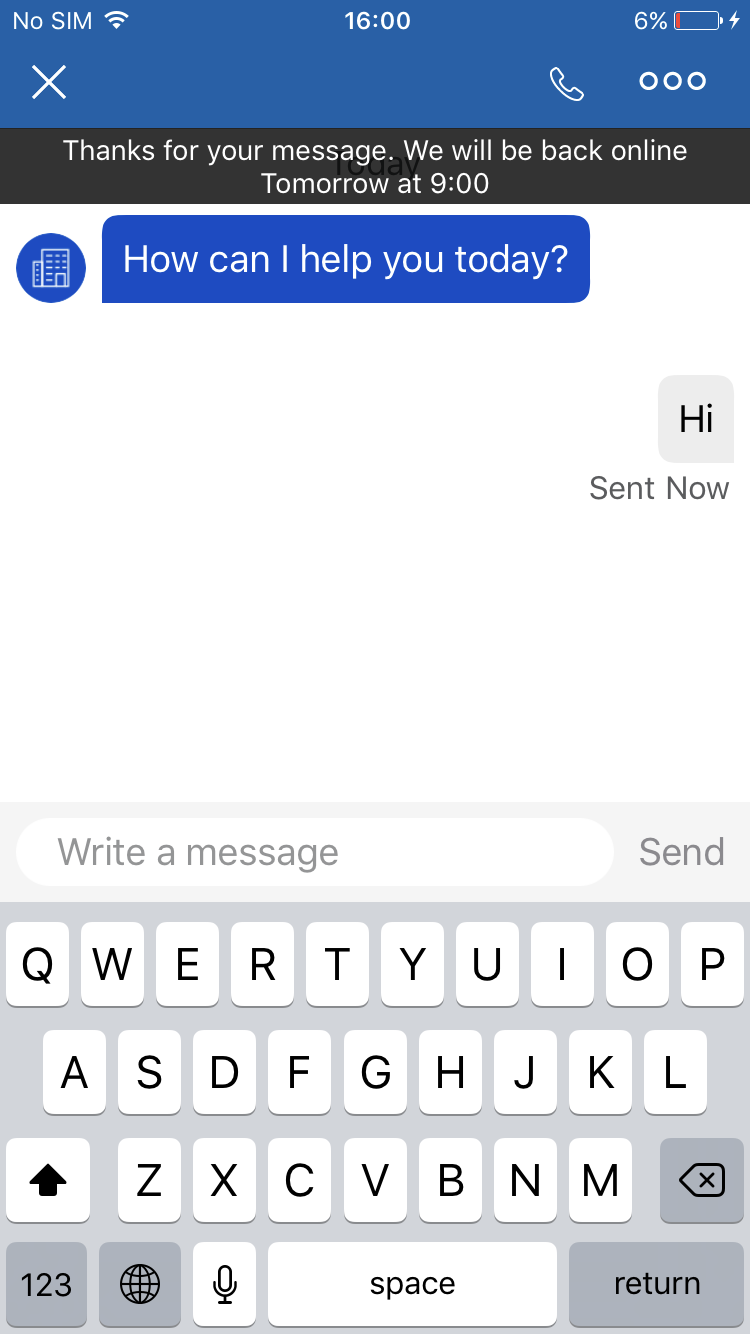 No SIM 16:00 6%
Today
Thanks for your message. We will be back online
Tomorrow at 9:00
How can I help you today?
Hi
Sent Now
Write a message Send
Q W E R T Y U I O P
A S D F G H J K L
Z X C V B N M
123 space return